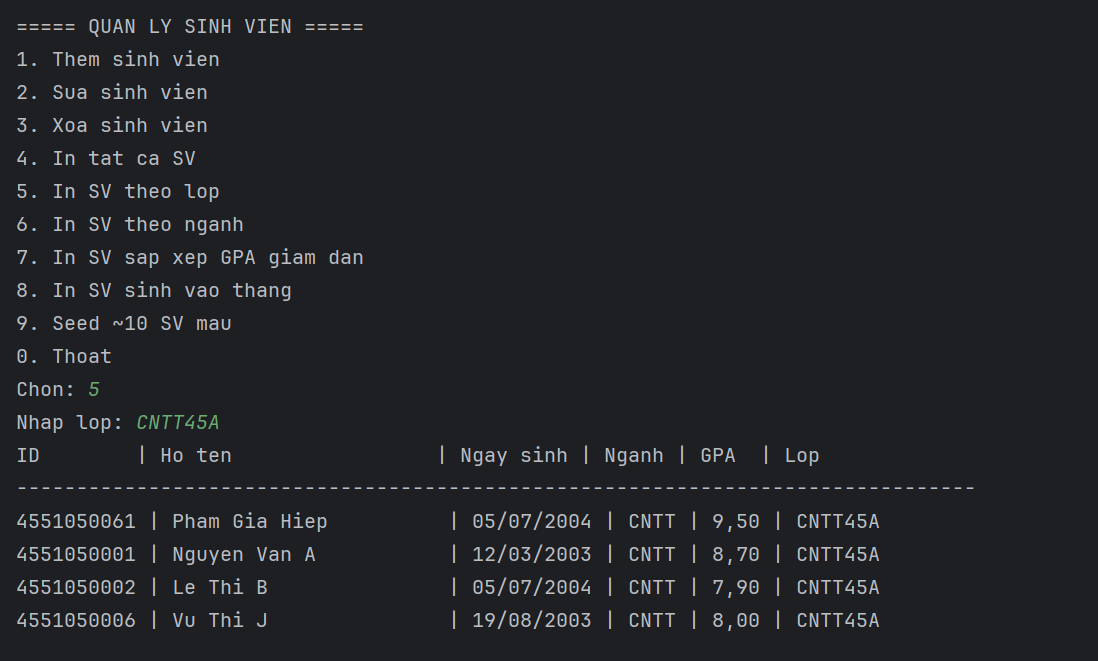 ===== QUAN LY SINH VIEN =====
1. Them sinh vien
2. Sua sinh vien
3. Xoa sinh vien
4. In tat ca SV
5. In SV theo lop
6. In SV theo nganh
7. In SV sap xep GPA giam dan
8. In SV sinh vao thang
9. Seed ~10 SV mau
0. Thoat
Chon: 5
Nhap lop: CNTT45A
ID        | Ho ten                 | Ngay sinh | Nganh | GPA  | Lop
--------------------------------------------------------------------------------
4551050061 | Pham Gia Hiep          | 05/07/2004 | CNTT | 9,50 | CNTT45A
4551050001 | Nguyen Van A           | 12/03/2003 | CNTT | 8,70 | CNTT45A
4551050002 | Le Thi B               | 05/07/2004 | CNTT | 7,90 | CNTT45A
4551050006 | Vu Thi J               | 19/08/2003 | CNTT | 8,00 | CNTT45A